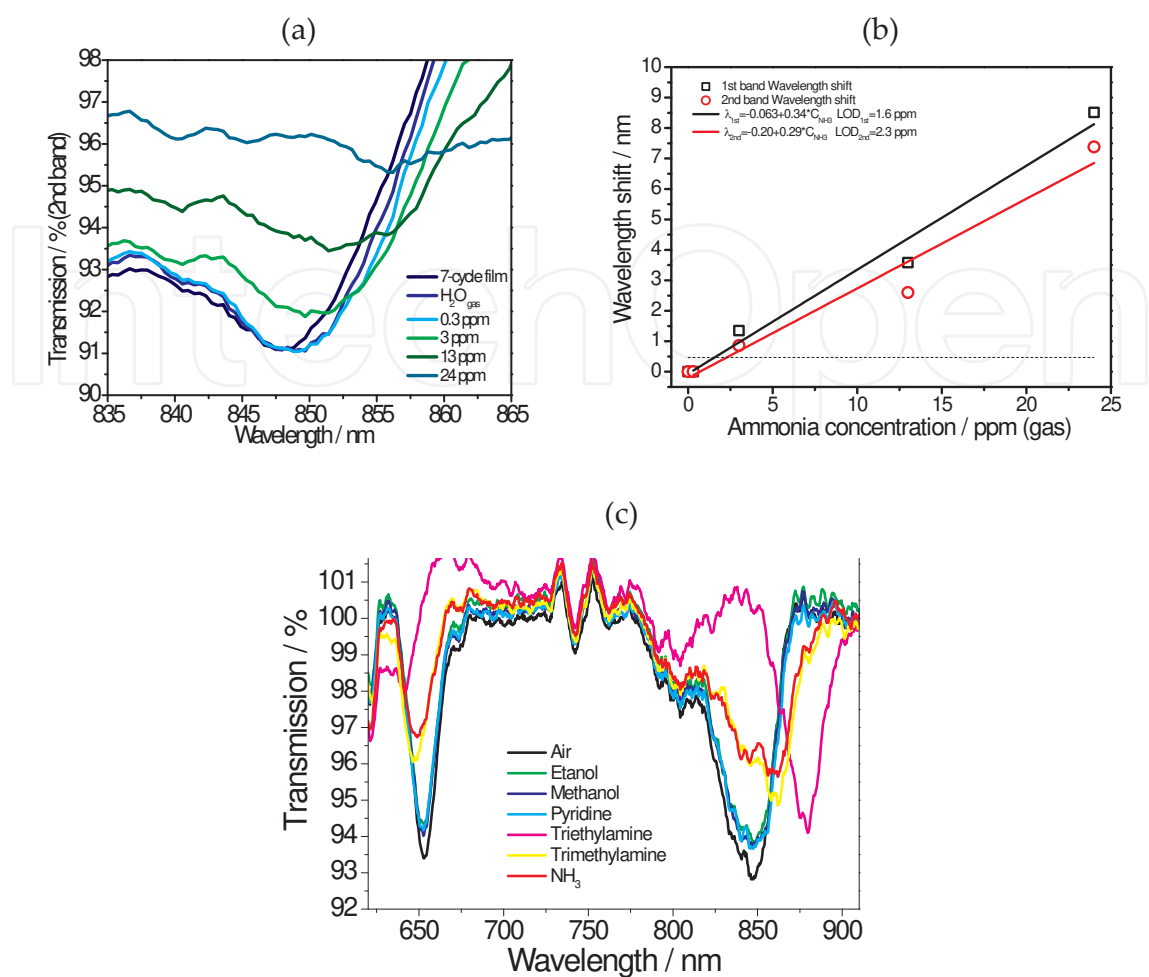 (a)
98
97
96
95
94
93
92
91
90
Transmission / % (2nd band)
7-cycle film
H₂Ogas
0.3 ppm
3 ppm
13 ppm
24 ppm
835 840 845 850 855 860 865
Wavelength / nm
(b)
10
9
8
7
6
5
4
3
2
1
0
Wavelength shift / nm
1st band Wavelength shift
2nd band Wavelength shift
λ1st=-0.063+0.34*CNH3 LOD1st=1.6 ppm
λ2nd=-0.20+0.29*CNH3 LOD2nd=2.3 ppm
0 5 10 15 20 25
Ammonia concentration / ppm (gas)
IntechOpen
(c)
101
100
99
98
97
96
95
94
93
92
Transmission / %
Air
Etanol
Methanol
Pyridine
Triethylamine
Trimethylamine
NH₃
650 700 750 800 850 900
Wavelength / nm